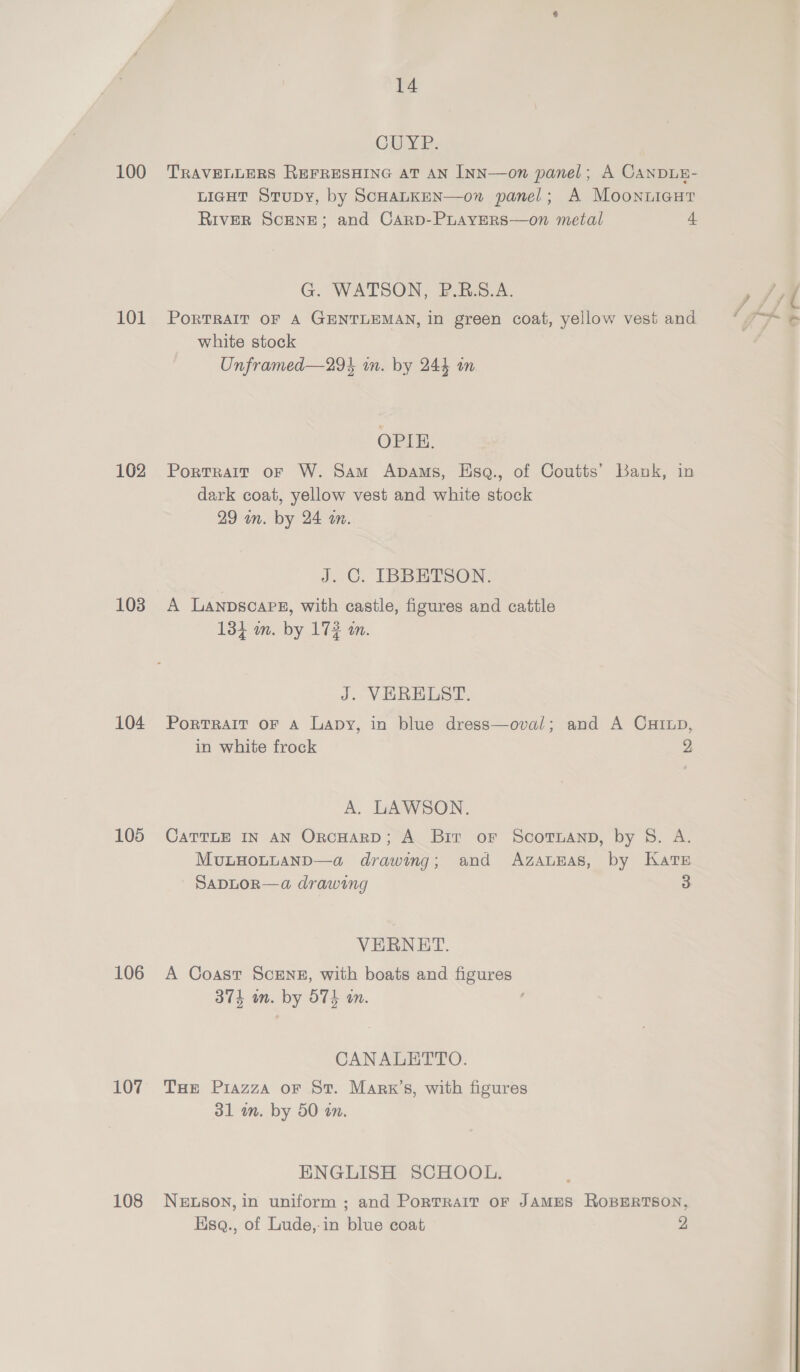 14
CUYP.
100 TRAVELLERS REFRESHING AT AN INN—on panel; A CANDLE-
LIGHT STUDY, by SCHALKEN—on panel; A MOONLIGHT
RIVER SCENE; and CARD-PLAYERS—on metal 4
G. WATSON, P.R.S.A.
101 PORTRAIT OF A GENTLEMAN, in green coat, yellow vest and
white stock
Unframed—29½ in. by 24½ in
OPIE.
102 PORTRAIT OF W. SAM ADAMS, ESQ., of Coutts' Bank, in
dark coat, yellow vest and white stock
29 in. by 24 in.
J. C. IBBETSON.
103 A LANDSCAPE, with castle, figures and cattle
13½ in. by 17¾ in.
J. VERELST.
104 PORTRAIT OF A LADY, in blue dress—oval; and A CHILD,
in white frock 2
A. LAWSON.
105 CATTLE IN AN ORCHARD; A BIT OF SCOTLAND, by S. A.
MULHOLLAND—a drawing; and AZALEAS, by KATE
SADLOR—a drawing 3
VERNET.
106 A COAST SCENE, with boats and figures
37½ in. by 57½ in.
CANALETTO.
107 THE PIAZZA OF ST. MARK'S, with figures
31 in. by 50 in.
ENGLISH SCHOOL.
108 NELSON, in uniform ; and PORTRAIT OF JAMES ROBERTSON,
ESQ., of Lude, in blue coat 2